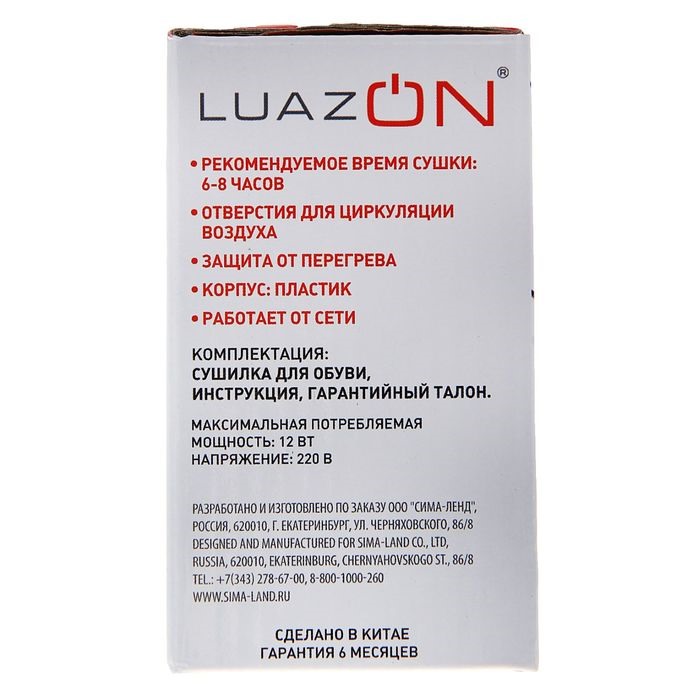 LUAZON®
• РЕКОМЕНДУЕМОЕ ВРЕМЯ СУШКИ:
6-8 ЧАСОВ
• ОТВЕРСТИЯ ДЛЯ ЦИРКУЛЯЦИИ
ВОЗДУХА
• ЗАЩИТА ОТ ПЕРЕГРЕВА
• КОРПУС: ПЛАСТИК
• РАБОТАЕТ ОТ СЕТИ
КОМПЛЕКТАЦИЯ:
СУШИЛКА ДЛЯ ОБУВИ,
ИНСТРУКЦИЯ, ГАРАНТИЙНЫЙ ТАЛОН.
МАКСИМАЛЬНАЯ ПОТРЕБЛЯЕМАЯ
МОЩНОСТЬ: 12 ВТ
НАПРЯЖЕНИЕ: 220 В
РАЗРАБОТАНО И ИЗГОТОВЛЕНО ПО ЗАКАЗУ ООО "СИМА-ЛЕНД",
РОССИЯ, 620010, Г. ЕКАТЕРИНБУРГ, УЛ. ЧЕРНЯХОВСКОГО, 86/8
DESIGNED AND MANUFACTURED FOR SIMA-LAND CO., LTD,
RUSSIA, 620010, EKATERINBURG, CHERNYAHOVSKOGO ST., 86/8
TEL.: +7(343) 278-67-00, 8-800-1000-260
WWW.SIMA-LAND.RU
СДЕЛАНО В КИТАЕ
ГАРАНТИЯ 6 МЕСЯЦЕВ